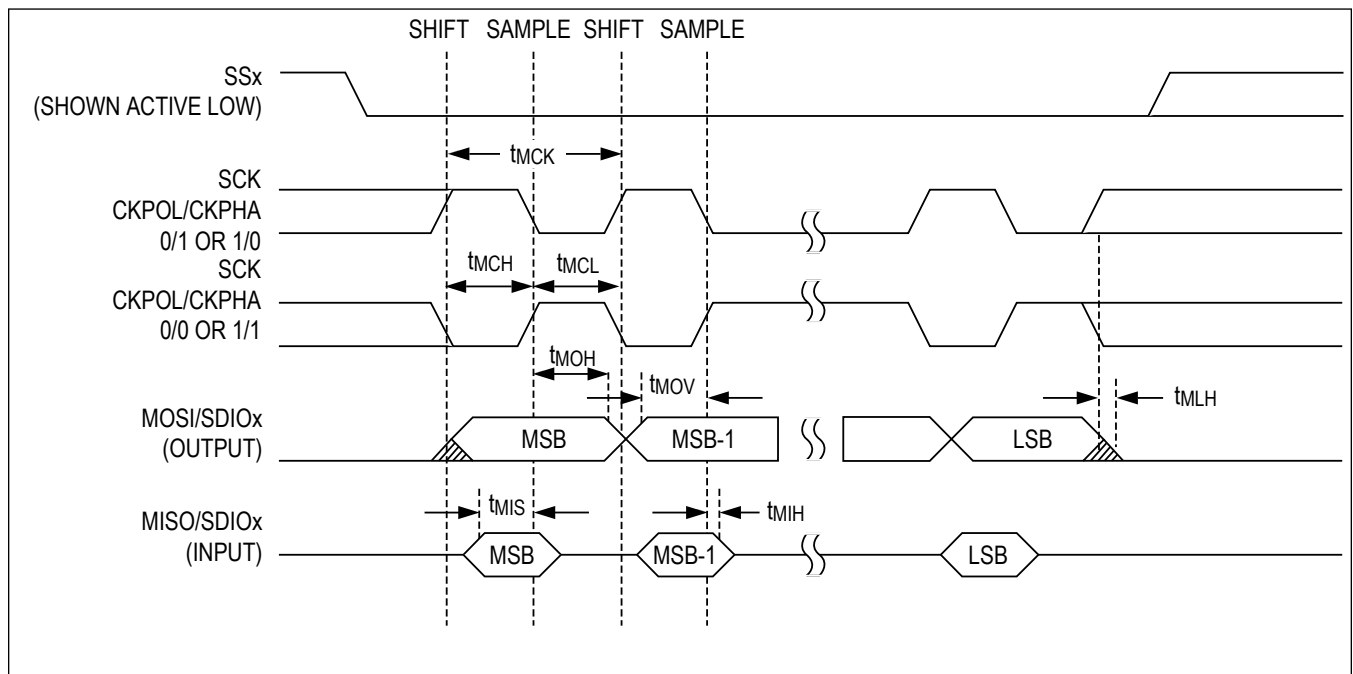 SHIFT SAMPLE SHIFT SAMPLE
SSx
(SHOWN ACTIVE LOW)
tMCK
SCK
CKPOL/CKPHA
0/1 OR 1/0
tMCH tMCL
SCK
CKPOL/CKPHA
0/0 OR 1/1
tMOH
tMOV
tMLH
MOSI/SDIOx
(OUTPUT)
MSB MSB-1 LSB
tMIS
tMIH
MISO/SDIOx
(INPUT)
MSB MSB-1 LSB